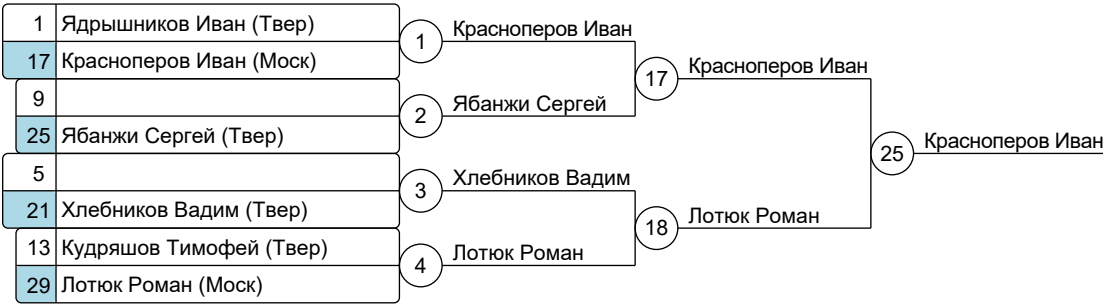 1 Ядрышников Иван (Твер)
17 Красноперов Иван (Моск)
9
25 Ябанжи Сергей (Твер)
5
21 Хлебников Вадим (Твер)
13 Кудряшов Тимофей (Твер)
29 Лотюк Роман (Моск)
1 Красноперов Иван
2 Ябанжи Сергей
3 Хлебников Вадим
4 Лотюк Роман
17 Красноперов Иван
18 Лотюк Роман
25 Красноперов Иван